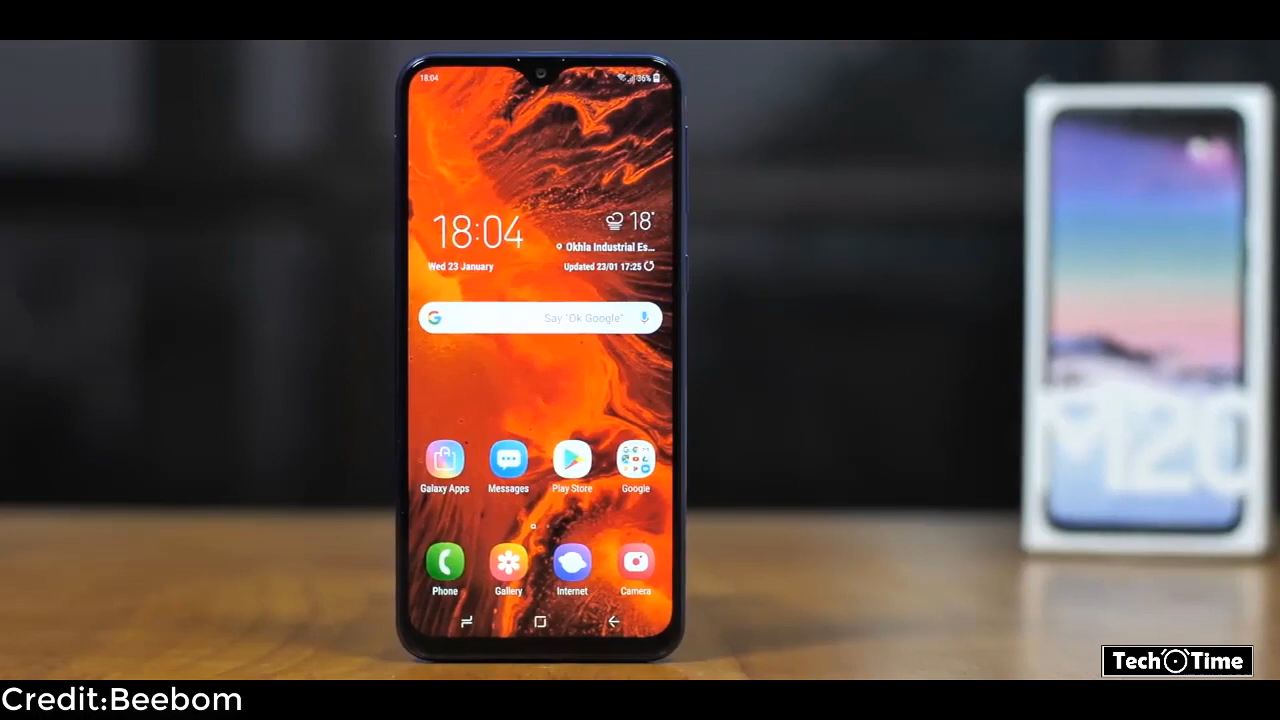 18:04
36%
18:04
18°
Okhla Industrial Es...
Wed 23 January
Updated 23/01 17:25
Say "Ok Google"
Galaxy Apps
Messages
Play Store
Google
Phone
Gallery
Internet
Camera
M20
Tech Time
Credit:Beebom